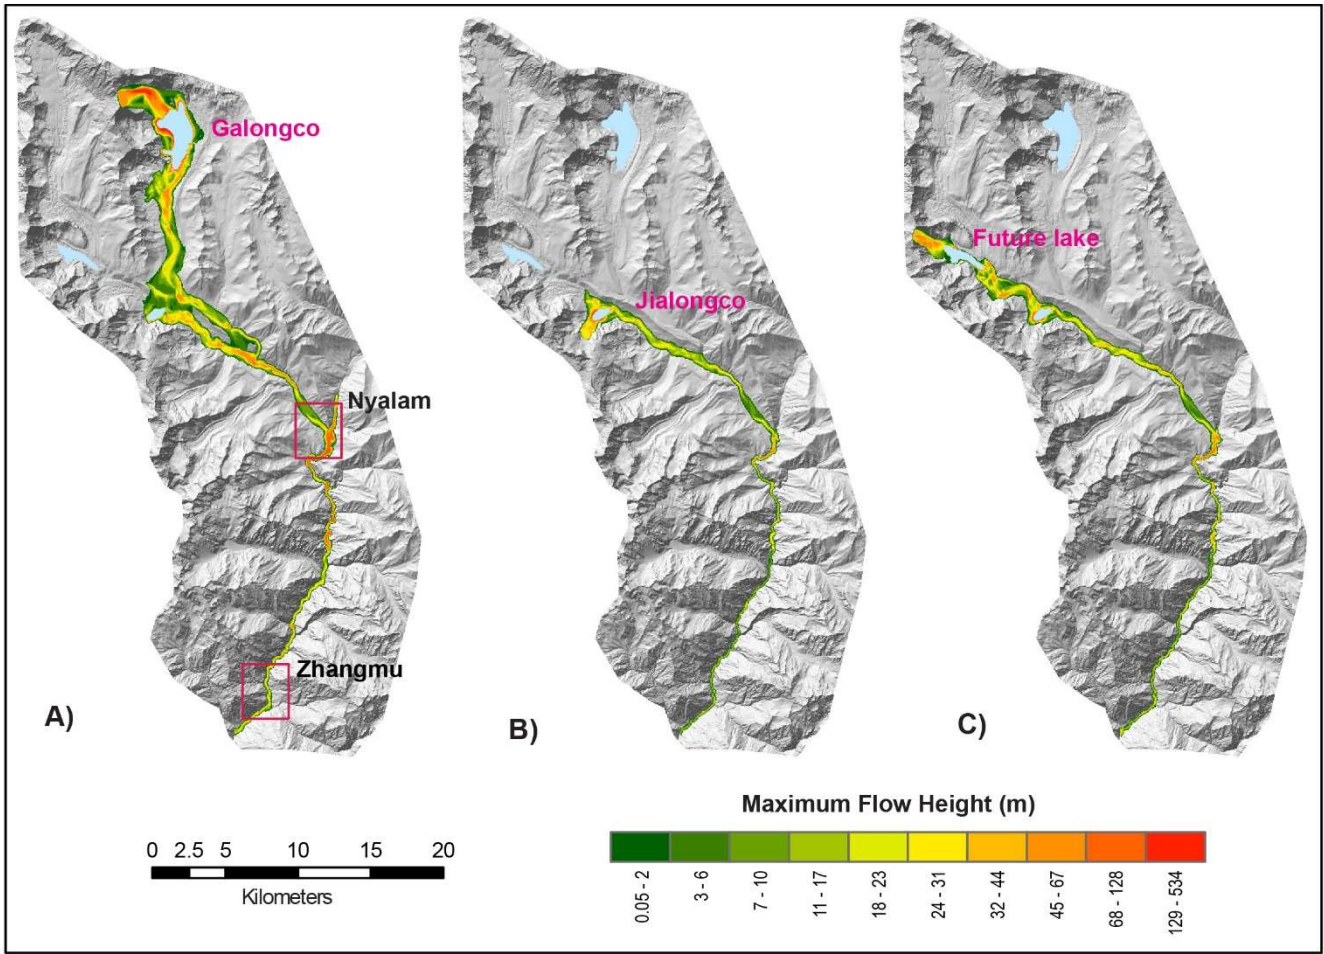 Galongco
Future lake
Jialongco
Nyalam
Zhangmu
A)
B)
C)
Maximum Flow Height (m)
0 2.5 5 10 15 20
Kilometers
0.05 - 2
3 - 6
7 - 10
11 - 17
18 - 23
24 - 31
32 - 44
45 - 67
68 - 128
129 - 534